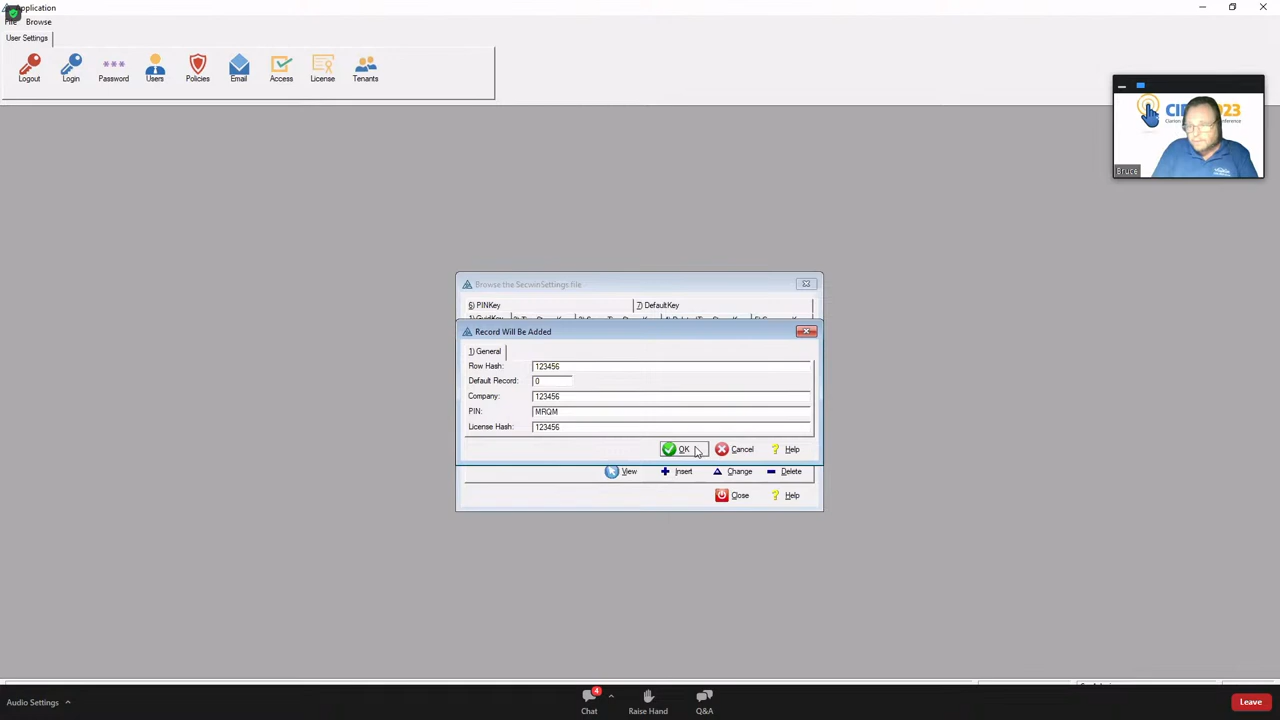 Application
File Browse
User Settings
Logout Login Password Users Policies Email Access License Tenants
Bruce
Browse the SecwinSettings file
6) PINKey 7) DefaultKey
Record Will Be Added
1) General
Row Hash: 123456
Default Record: 0
Company: 123456
PIN: MRQM
License Hash: 123456
OK Cancel Help
View Insert Change Delete
Close Help
Audio Settings
4
Chat Raise Hand Q&A
Leave